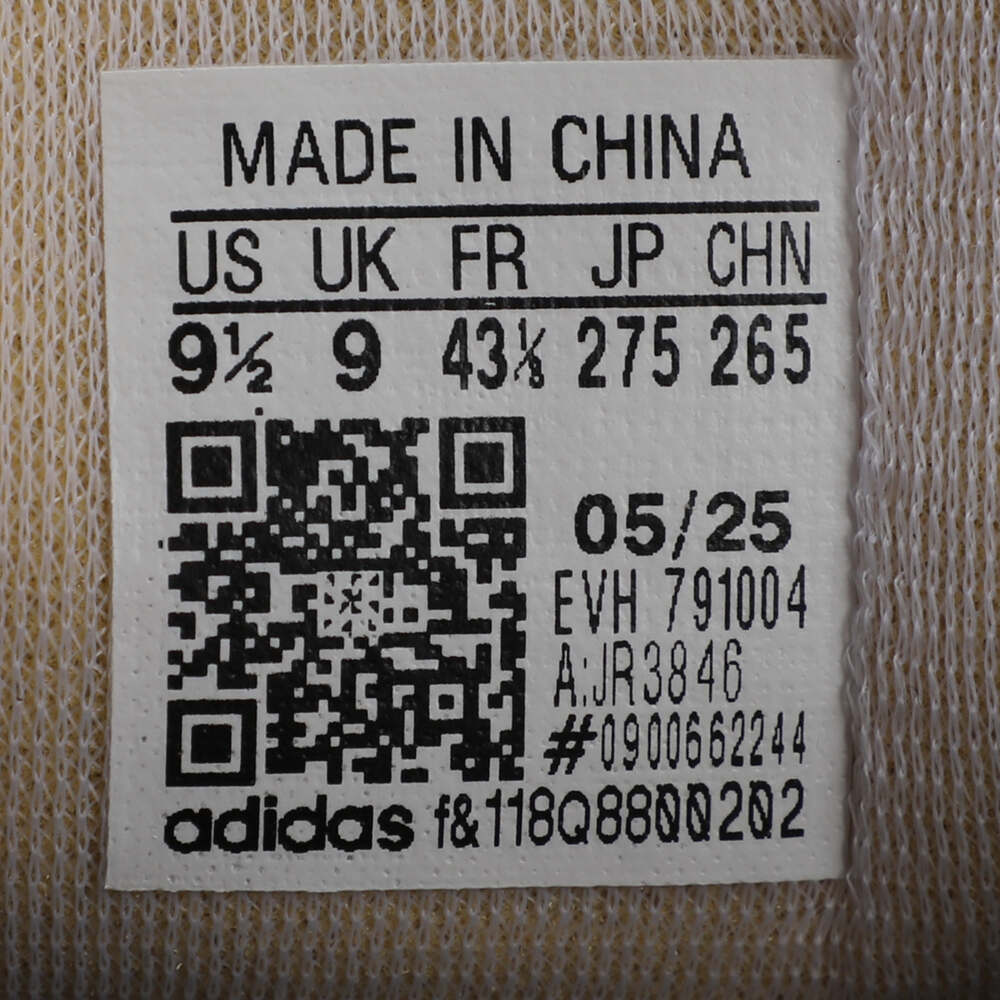 MADE IN CHINA
US UK FR JP CHN
9½ 9 43⅓ 275 265
05/25
EVH 791004
A:JR3846
#0900662244
adidas f&118Q8800202